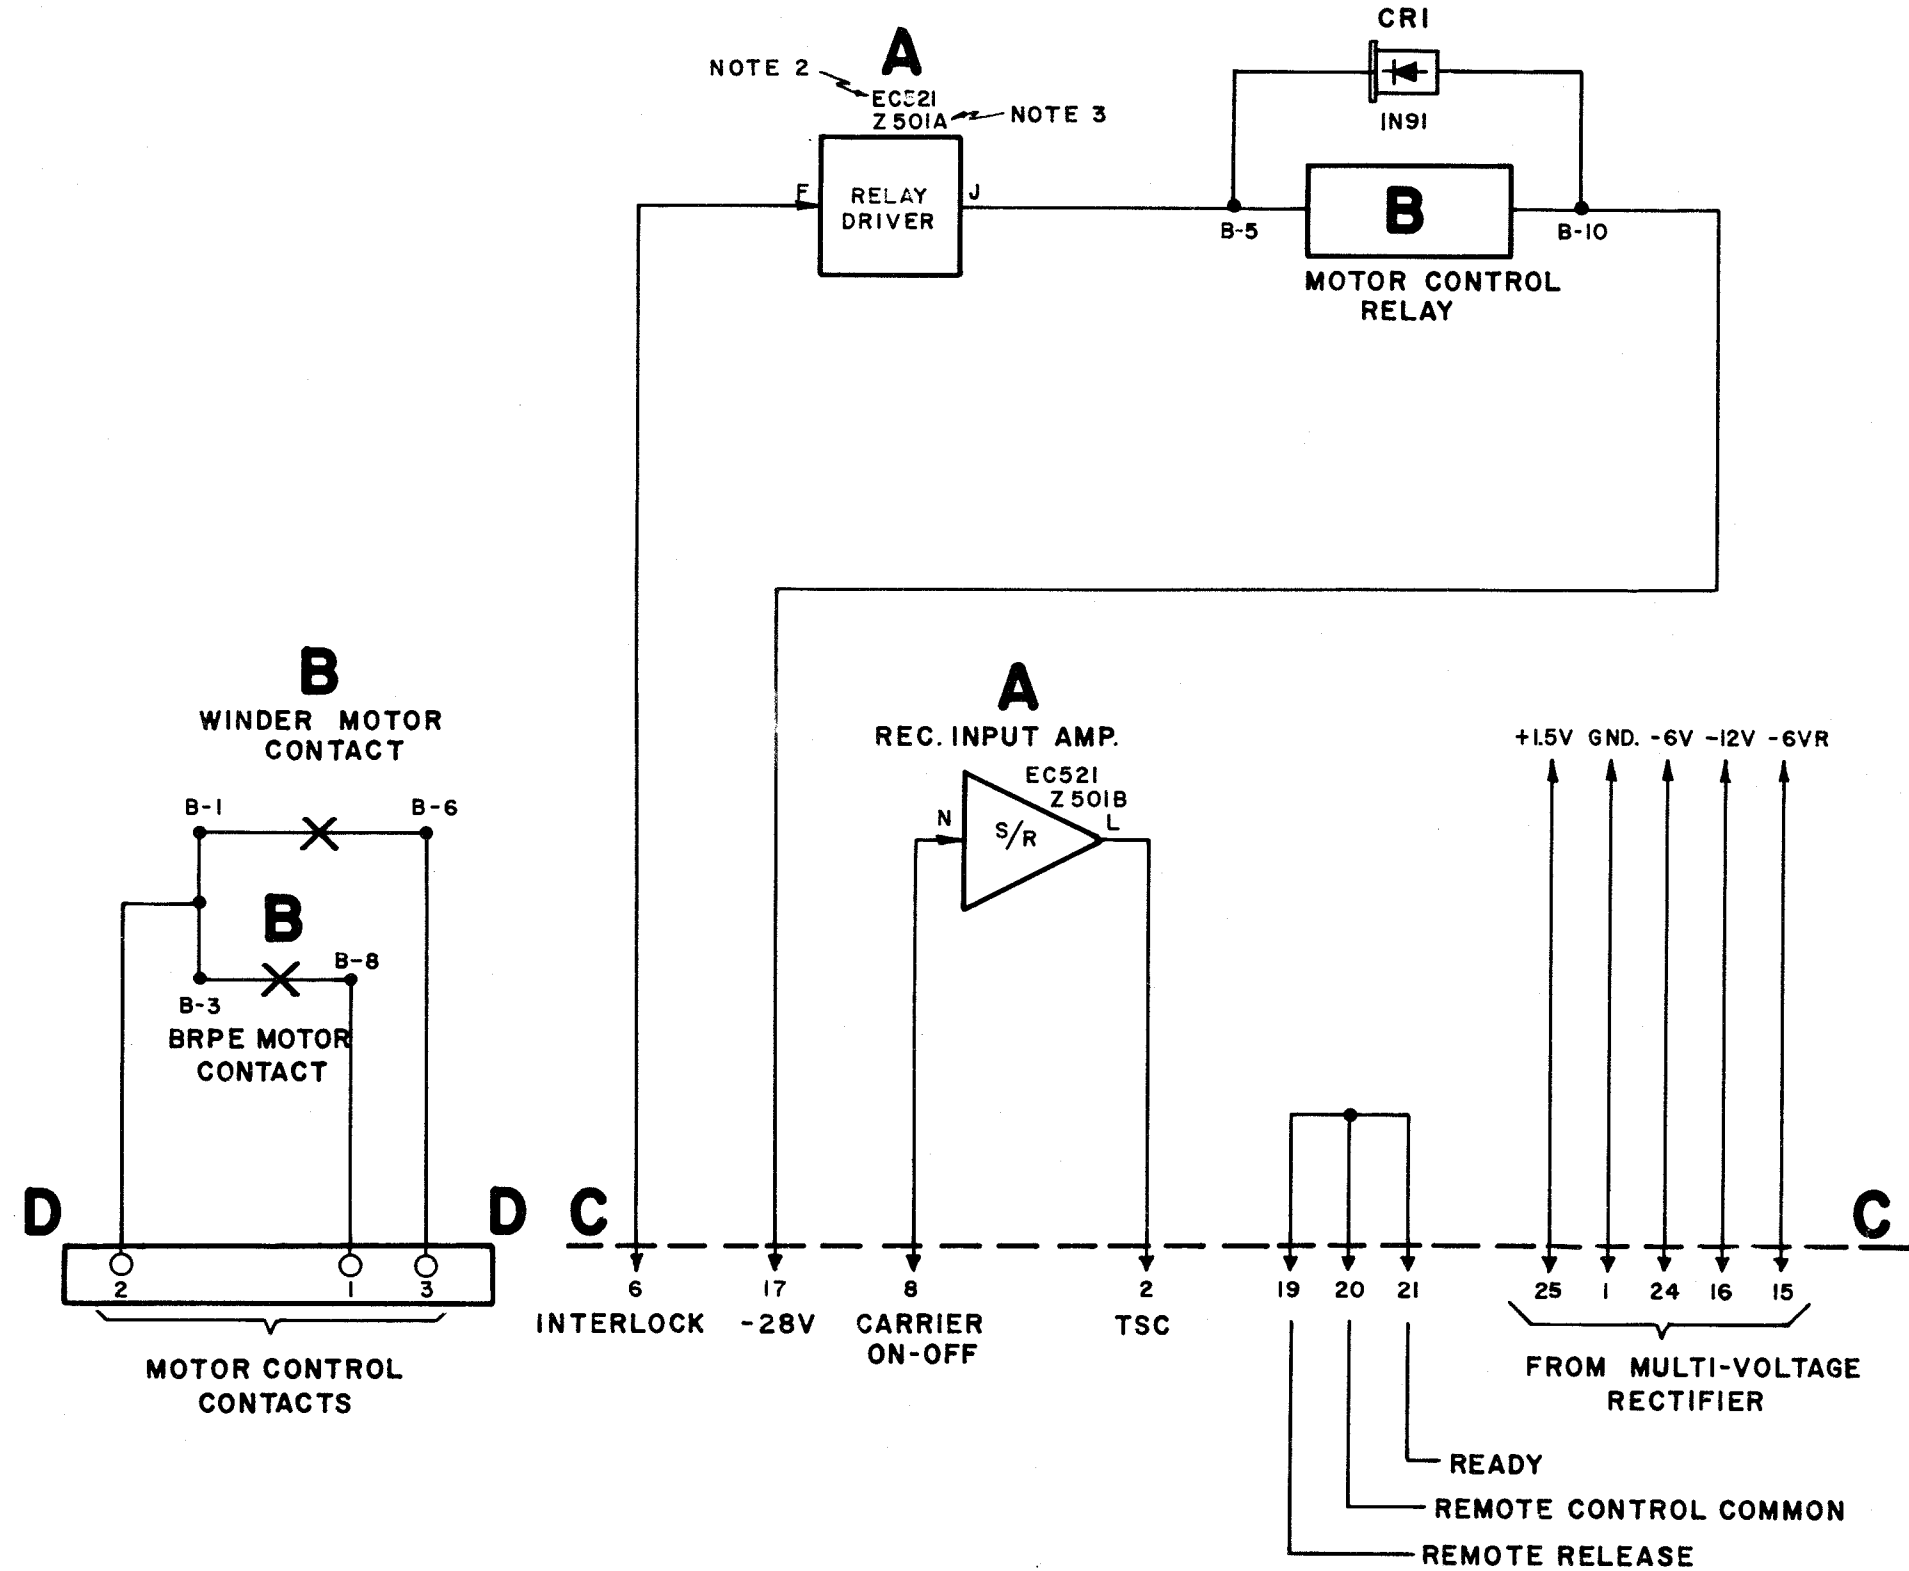 CR1
A
NOTE 2
EC521
Z501A
NOTE 3
1N91
F
RELAY
DRIVER
J
B-5
B
B-10
MOTOR CONTROL
RELAY
B
WINDER MOTOR
CONTACT
B-1
B-6
B
B-8
B-3
BRPE MOTOR
CONTACT
A
REC. INPUT AMP.
EC521
Z501B
N
S/R
L
+1.5V GND. -6V -12V -6VR
D
D
C
C
2
1
3
6
17
8
2
19
20
21
25
1
24
16
15
INTERLOCK
-28V
CARRIER
ON-OFF
TSC
MOTOR CONTROL
CONTACTS
FROM MULTI-VOLTAGE
RECTIFIER
READY
REMOTE CONTROL COMMON
REMOTE RELEASE